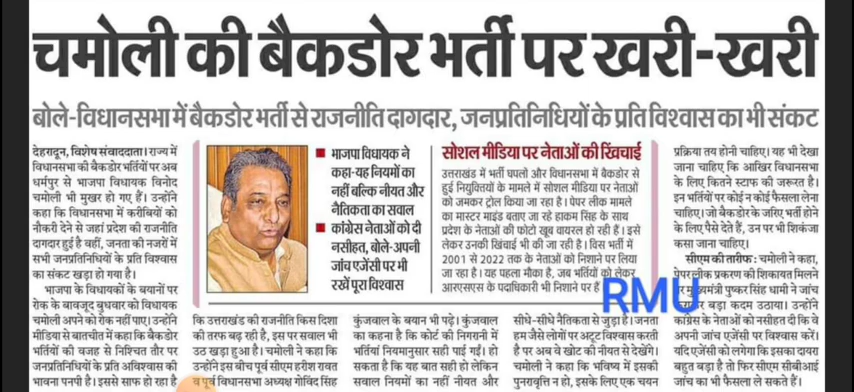 चमोली की बैकडोर भर्ती पर खरी-खरी
बोले-विधानसभा में बैकडोर भर्ती से राजनीति दागदार, जनप्रतिनिधियों के प्रति विश्वास का भी संकट
देहरादून, विशेष संवाददाता। राज्य में
विधानसभा की बैकडोर भर्तियों पर अब
धर्मपुर से भाजपा विधायक विनोद
चमोली भी मुखर हो गए हैं। उन्होंने
कहा कि विधानसभा में करीबियों को
नौकरी देने से जहां प्रदेश की राजनीति
दागदार हुई है वहीं, जनता की नजरों में
सभी जनप्रतिनिधियों के प्रति विश्वास
का संकट खड़ा हो गया है।
भाजपा के विधायकों के बयानों पर
रोक के बावजूद बुधवार को विधायक
चमोली अपने को रोक नहीं पाए। उन्होंने
मीडिया से बातचीत में कहा कि बैकडोर
भर्तियों की वजह से निश्चित तौर पर
जनप्रतिनिधियों के प्रति अविश्वास की
भावना पनपी है। इससे साफ हो रहा है
भाजपा विधायक ने
कहा-यह नियमों का
नहीं बल्कि नीयत और
नैतिकता का सवाल
कांग्रेस नेताओं को दी
नसीहत, बोले-अपनी
जांच एजेंसी पर भी
रखें पूरा विश्वास
सोशल मीडिया पर नेताओं की खिंचाई
उत्तराखंड में भर्ती घपलो और विधानसभा में बैकडोर से
हुई नियुक्तियों के मामले में सोशल मीडिया पर नेताओं
को जमकर ट्रोल किया जा रहा है। पेपर लीक मामले
का मास्टर माइंड बताए जा रहे हाकम सिंह के साथ
प्रदेश के नेताओं की फोटो खूब वायरल हो रही हैं। इसे
लेकर उनकी खिंचाई भी की जा रही है। विस भर्ती में
2001 से 2022 तक के नेताओं को निशाने पर लिया
जा रहा है। यह पहला मौका है, जब भर्तियों को लेकर
आरएसएस के पदाधिकारी भी निशाने पर हैं
कि उत्तराखंड की राजनीति किस दिशा
की तरफ बढ़ रही है, इस पर सवाल भी
उठ खड़ा हुआ है। चमोली ने कहा कि
उन्होंने इस बीच पूर्व सीएम हरीश रावत
व पूर्व विधानसभा अध्यक्ष गोविंद सिंह
कुंजवाल के बयान भी पढ़े। कुंजवाल
का कहना है कि कोर्ट की निगरानी में
भर्तियां नियमानुसार सही पाई गईं। हो
सकता है कि यह बात सही हो लेकिन
सवाल नियमों का नहीं नीयत और
सीधे-सीधे नैतिकता से जुड़ा है। जनता
हम जैसे लोगों पर अटूट विश्वास करती
है पर अब वे खोट की नीयत से देखेंगे।
चमोली ने कहा कि भविष्य में इसकी
पुनरावृत्ति न हो, इसके लिए एक चयन
प्रक्रिया तय होनी चाहिए। यह भी देखा
जाना चाहिए कि आखिर विधानसभा
के लिए कितने स्टाफ की जरूरत है।
इन भर्तियों पर कोई न कोई फैसला लेना
चाहिए। जो बैकडोर के जरिए भर्ती होने
के लिए पैसे देते हैं, उन पर भी शिकंजा
कसा जाना चाहिए।
सीएम की तारीफ: चमोली ने कहा,
पेपर लीक प्रकरण की शिकायत मिलने
पर मुख्यमंत्री पुष्कर सिंह धामी ने जांच
बड़ा कदम उठाया। उन्होंने
कांग्रेस के नेताओं को नसीहत दी कि वे
अपनी जांच एजेंसी पर विश्वास करें।
यदि एजेंसी को लगेगा कि इसका दायरा
बहुत बड़ा है तो फिर सीएम सीबीआई
जांच का भी फैसला ले सकते हैं।
RMU